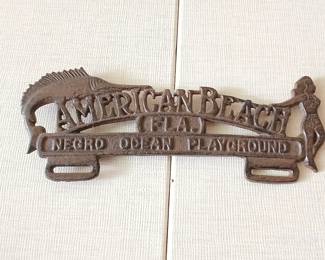 AMERICAN BEACH
FLA.
NEGRO OCEAN PLAYGROUND